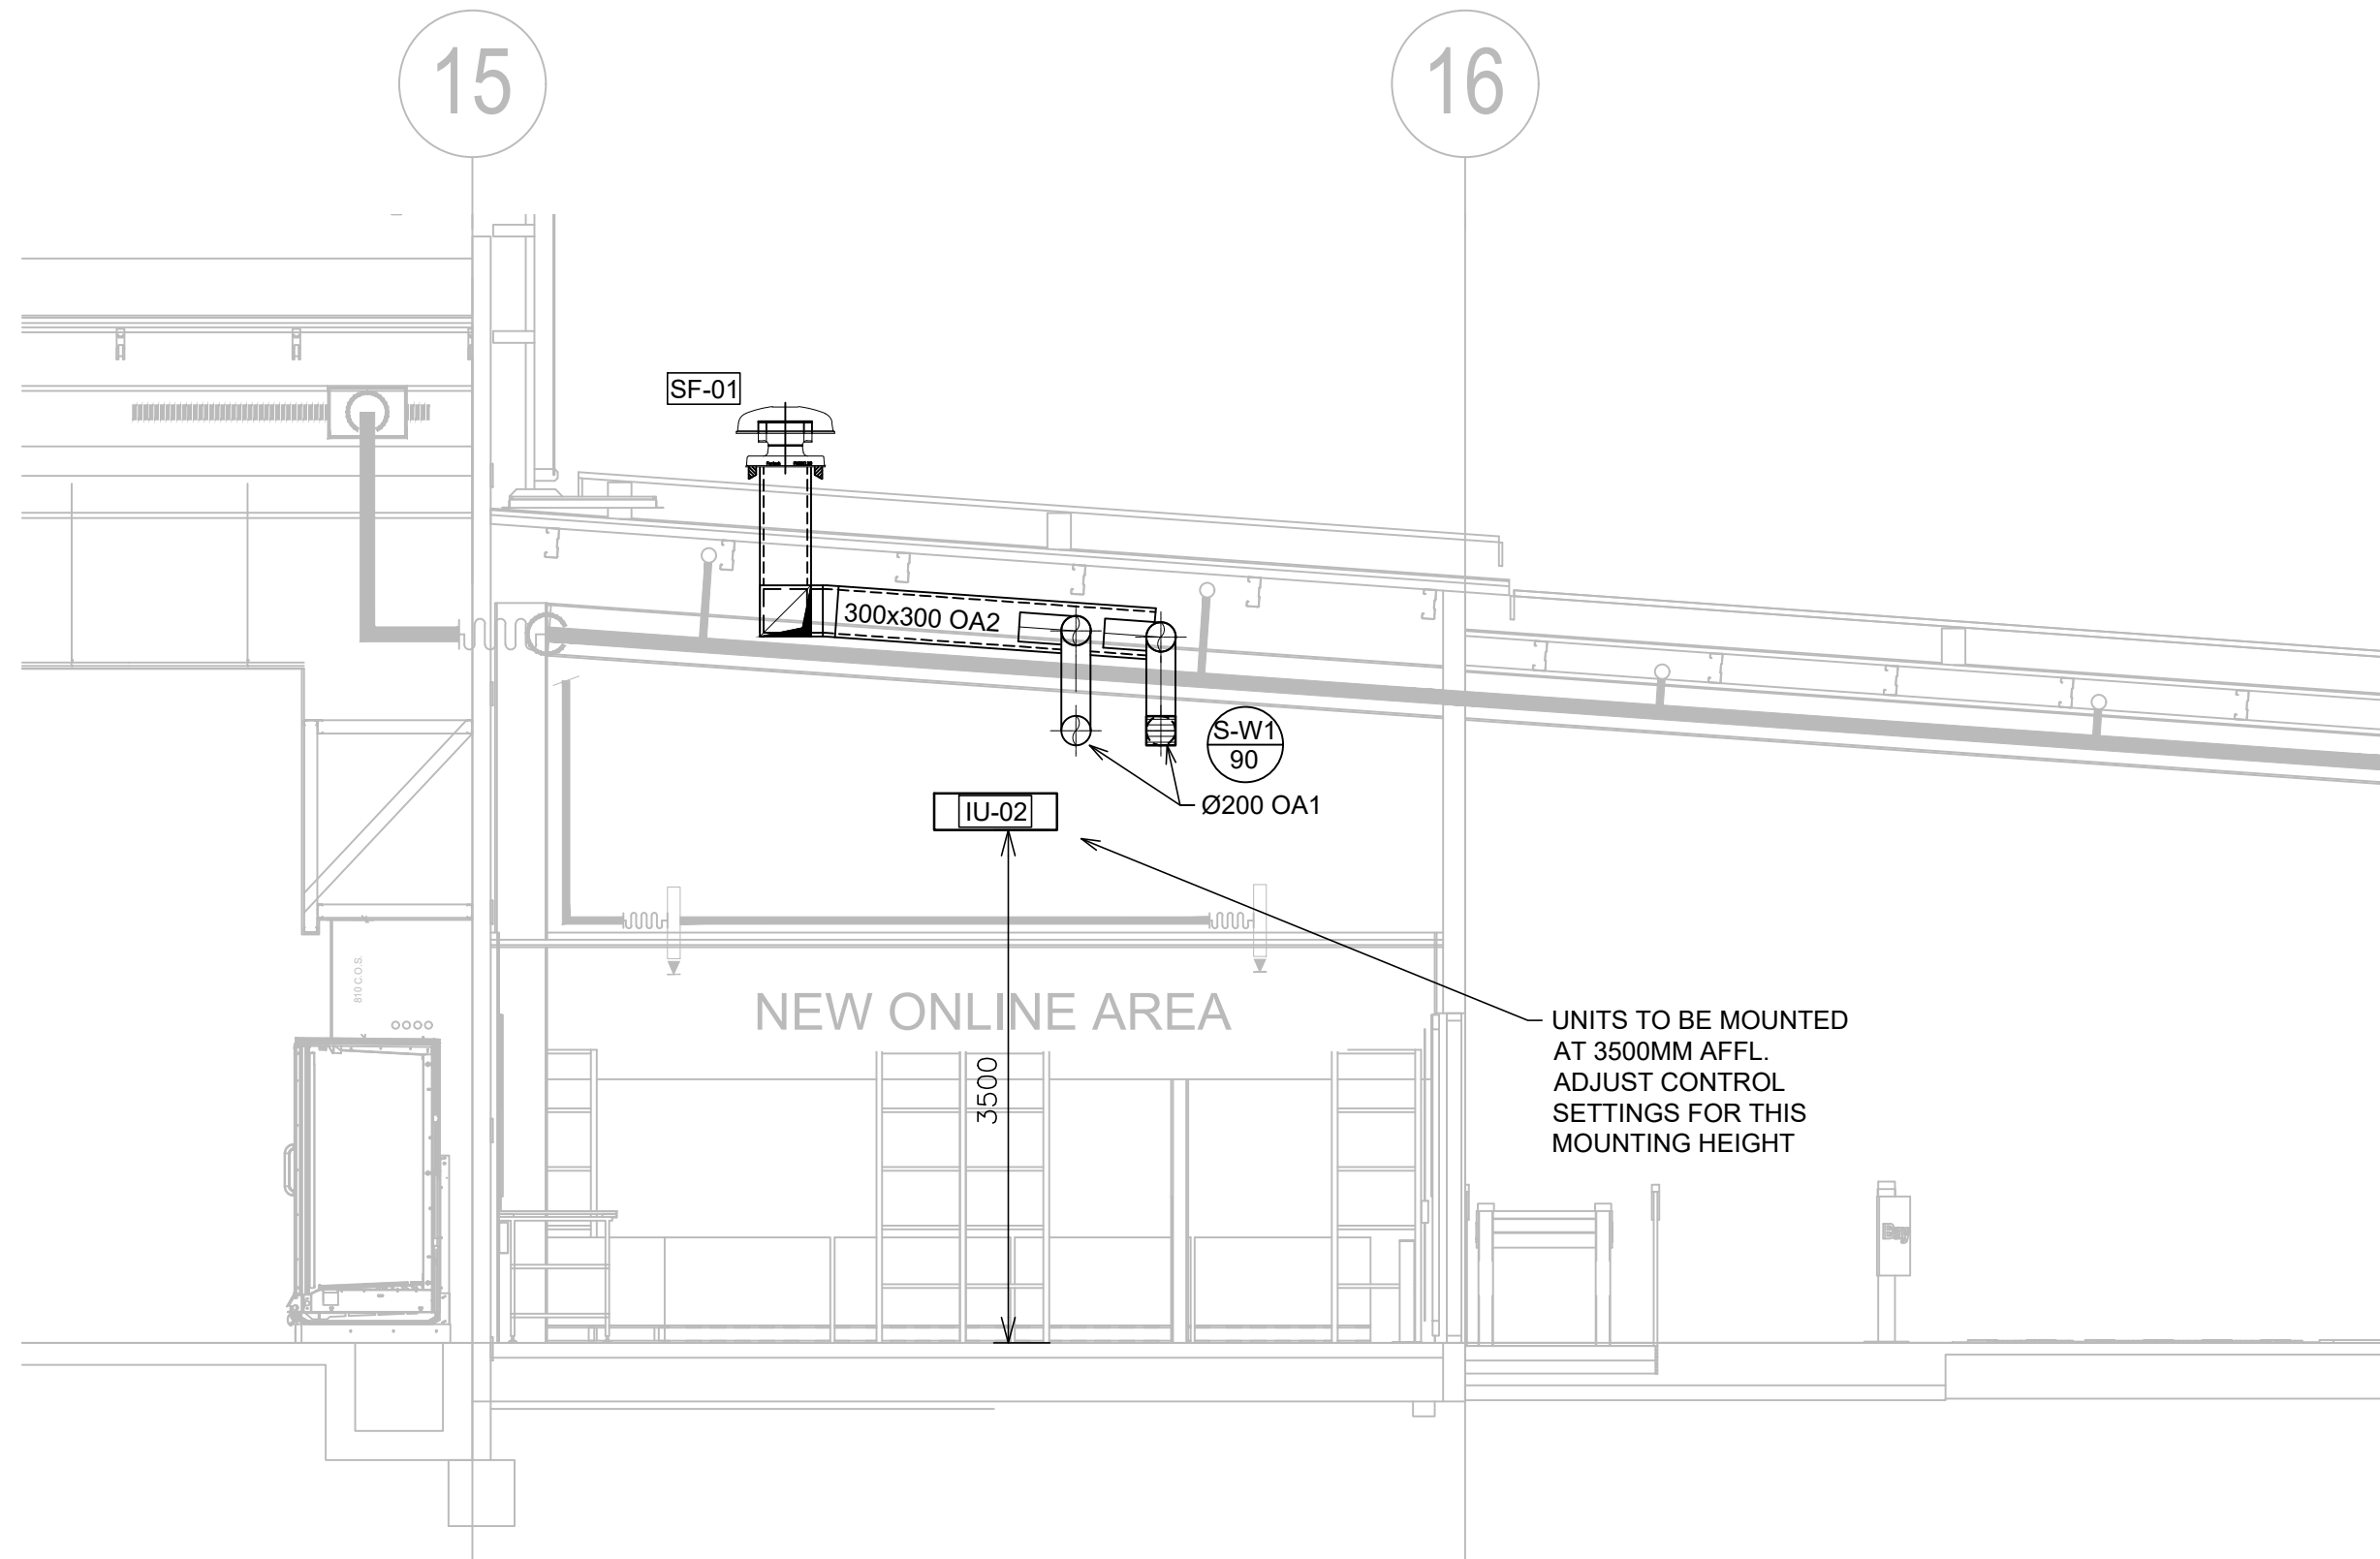 15
16
SF-01
300x300 OA2
S-W1
90
Ø200 OA1
IU-02
810 C.O.S.
NEW ONLINE AREA
3500
UNITS TO BE MOUNTED
AT 3500MM AFFL.
ADJUST CONTROL
SETTINGS FOR THIS
MOUNTING HEIGHT